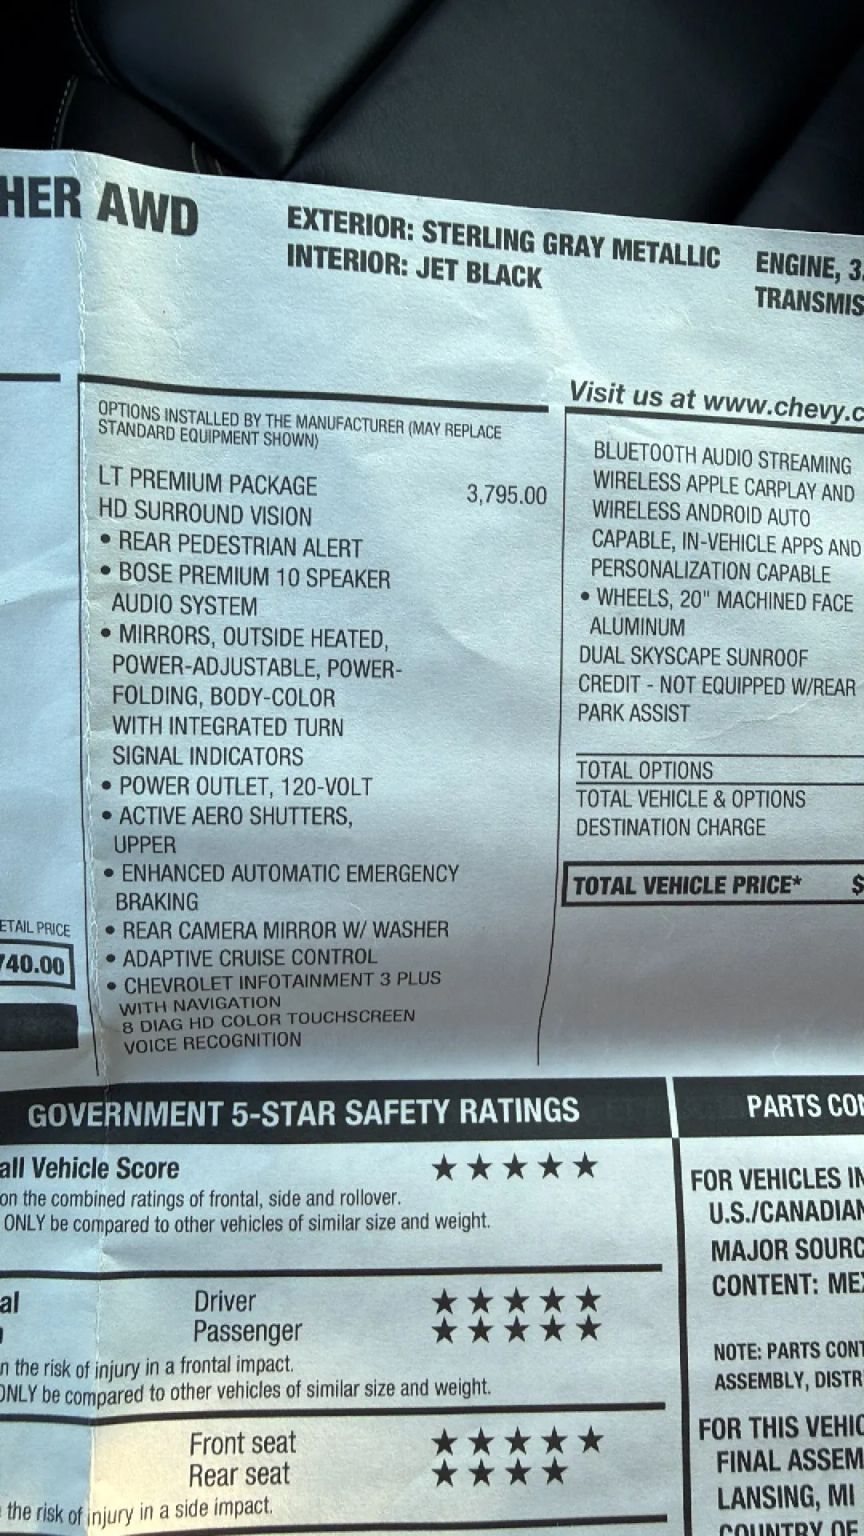 HER AWD
EXTERIOR: STERLING GRAY METALLIC
INTERIOR: JET BLACK
ENGINE, 3.
TRANSMIS
OPTIONS INSTALLED BY THE MANUFACTURER (MAY REPLACE
STANDARD EQUIPMENT SHOWN)
LT PREMIUM PACKAGE 3,795.00
HD SURROUND VISION
• REAR PEDESTRIAN ALERT
• BOSE PREMIUM 10 SPEAKER
AUDIO SYSTEM
• MIRRORS, OUTSIDE HEATED,
POWER-ADJUSTABLE, POWER-
FOLDING, BODY-COLOR
WITH INTEGRATED TURN
SIGNAL INDICATORS
• POWER OUTLET, 120-VOLT
• ACTIVE AERO SHUTTERS,
UPPER
• ENHANCED AUTOMATIC EMERGENCY
BRAKING
• REAR CAMERA MIRROR W/ WASHER
• ADAPTIVE CRUISE CONTROL
• CHEVROLET INFOTAINMENT 3 PLUS
WITH NAVIGATION
8 DIAG HD COLOR TOUCHSCREEN
VOICE RECOGNITION
Visit us at www.chevy.c
BLUETOOTH AUDIO STREAMING
WIRELESS APPLE CARPLAY AND
WIRELESS ANDROID AUTO
CAPABLE, IN-VEHICLE APPS AND
PERSONALIZATION CAPABLE
• WHEELS, 20" MACHINED FACE
ALUMINUM
DUAL SKYSCAPE SUNROOF
CREDIT - NOT EQUIPPED W/REAR
PARK ASSIST
TOTAL OPTIONS
TOTAL VEHICLE & OPTIONS
DESTINATION CHARGE
TOTAL VEHICLE PRICE* $
ETAIL PRICE
740.00
GOVERNMENT 5-STAR SAFETY RATINGS
all Vehicle Score ★★★★★
on the combined ratings of frontal, side and rollover.
ONLY be compared to other vehicles of similar size and weight.
al Driver ★★★★★
Passenger ★★★★★
n the risk of injury in a frontal impact.
ONLY be compared to other vehicles of similar size and weight.
Front seat ★★★★★
Rear seat ★★★★
the risk of injury in a side impact.
PARTS CO
FOR VEHICLES IN
U.S./CANADIAN
MAJOR SOURC
CONTENT: ME
NOTE: PARTS CONT
ASSEMBLY, DISTR
FOR THIS VEHIC
FINAL ASSEM
LANSING, MI
COUNTRY OF